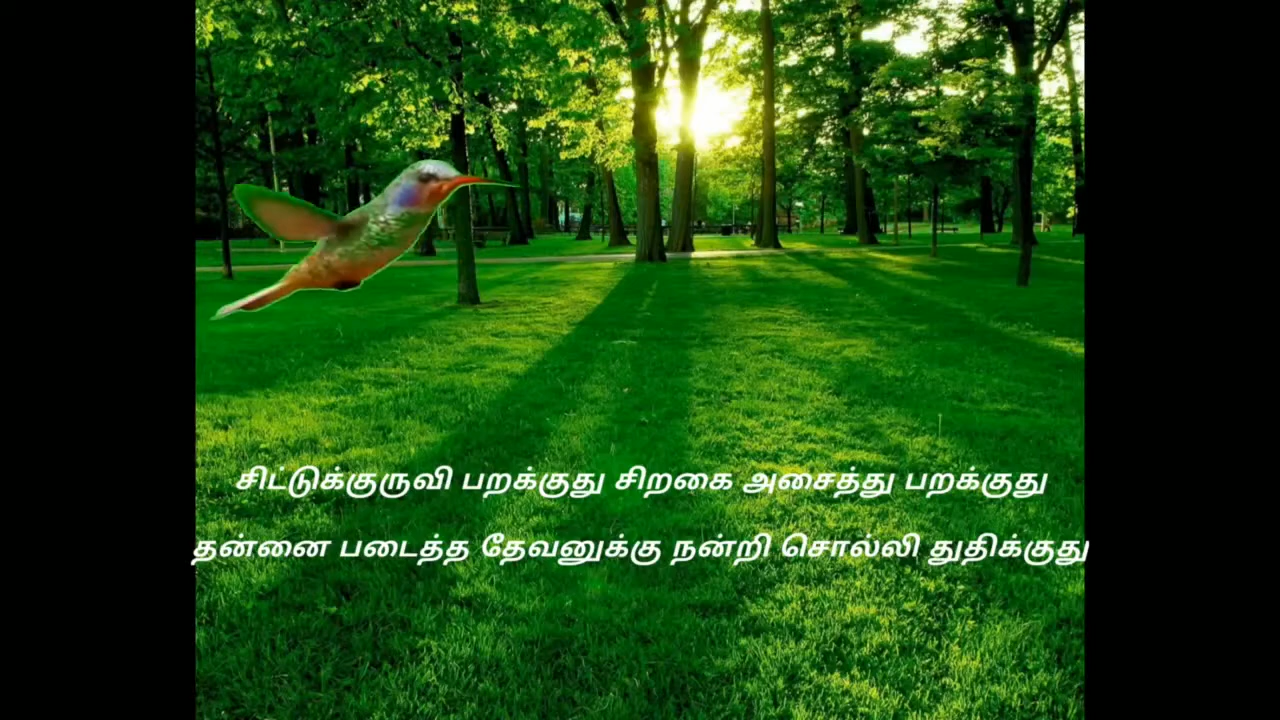 சிட்டுக்குருவி பறக்குது சிறகை அசைத்து பறக்குது
தன்னை படைத்த தேவனுக்கு நன்றி சொல்லி துதிக்குது